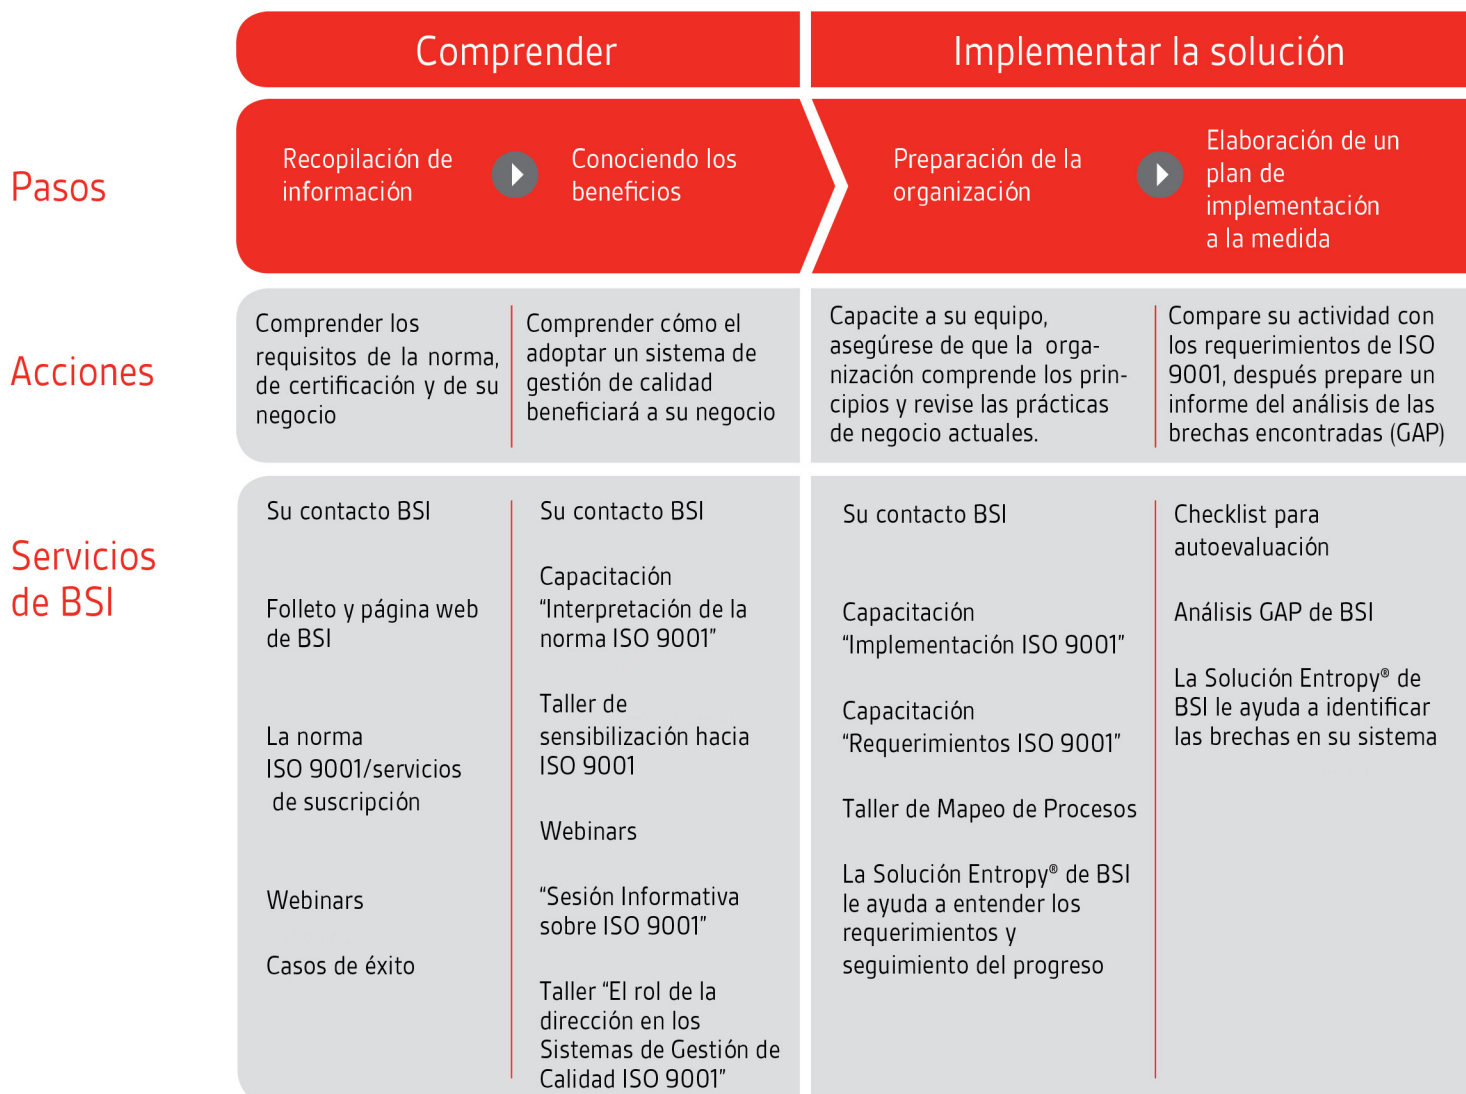 Comprender
Implementar la solución
Pasos
Recopilación de
información
Conociendo los
beneficios
Preparación de la
organización
Elaboración de un
plan de
implementación
a la medida
Acciones
Comprender los
requisitos de la norma,
de certificación y de su
negocio
Comprender cómo el
adoptar un sistema de
gestión de calidad
beneficiará a su negocio
Capacite a su equipo,
asegúrese de que la orga-
nización comprende los prin-
cipios y revise las prácticas
de negocio actuales.
Compare su actividad con
los requerimientos de ISO
9001, después prepare un
informe del análisis de las
brechas encontradas (GAP)
Servicios
de BSI
Su contacto BSI
Folleto y página web
de BSI
La norma
ISO 9001/servicios
de suscripción
Webinars
Casos de éxito
Su contacto BSI
Capacitación
“Interpretación de la
norma ISO 9001”
Taller de
sensibilización hacia
ISO 9001
Webinars
“Sesión Informativa
sobre ISO 9001”
Taller “El rol de la
dirección en los
Sistemas de Gestión de
Calidad ISO 9001”
Su contacto BSI
Capacitación
“Implementación ISO 9001”
Capacitación
“Requerimientos ISO 9001”
Taller de Mapeo de Procesos
La Solución Entropy® de BSI
le ayuda a entender los
requerimientos y
seguimiento del progreso
Checklist para
autoevaluación
Análisis GAP de BSI
La Solución Entropy® de
BSI le ayuda a identificar
las brechas en su sistema